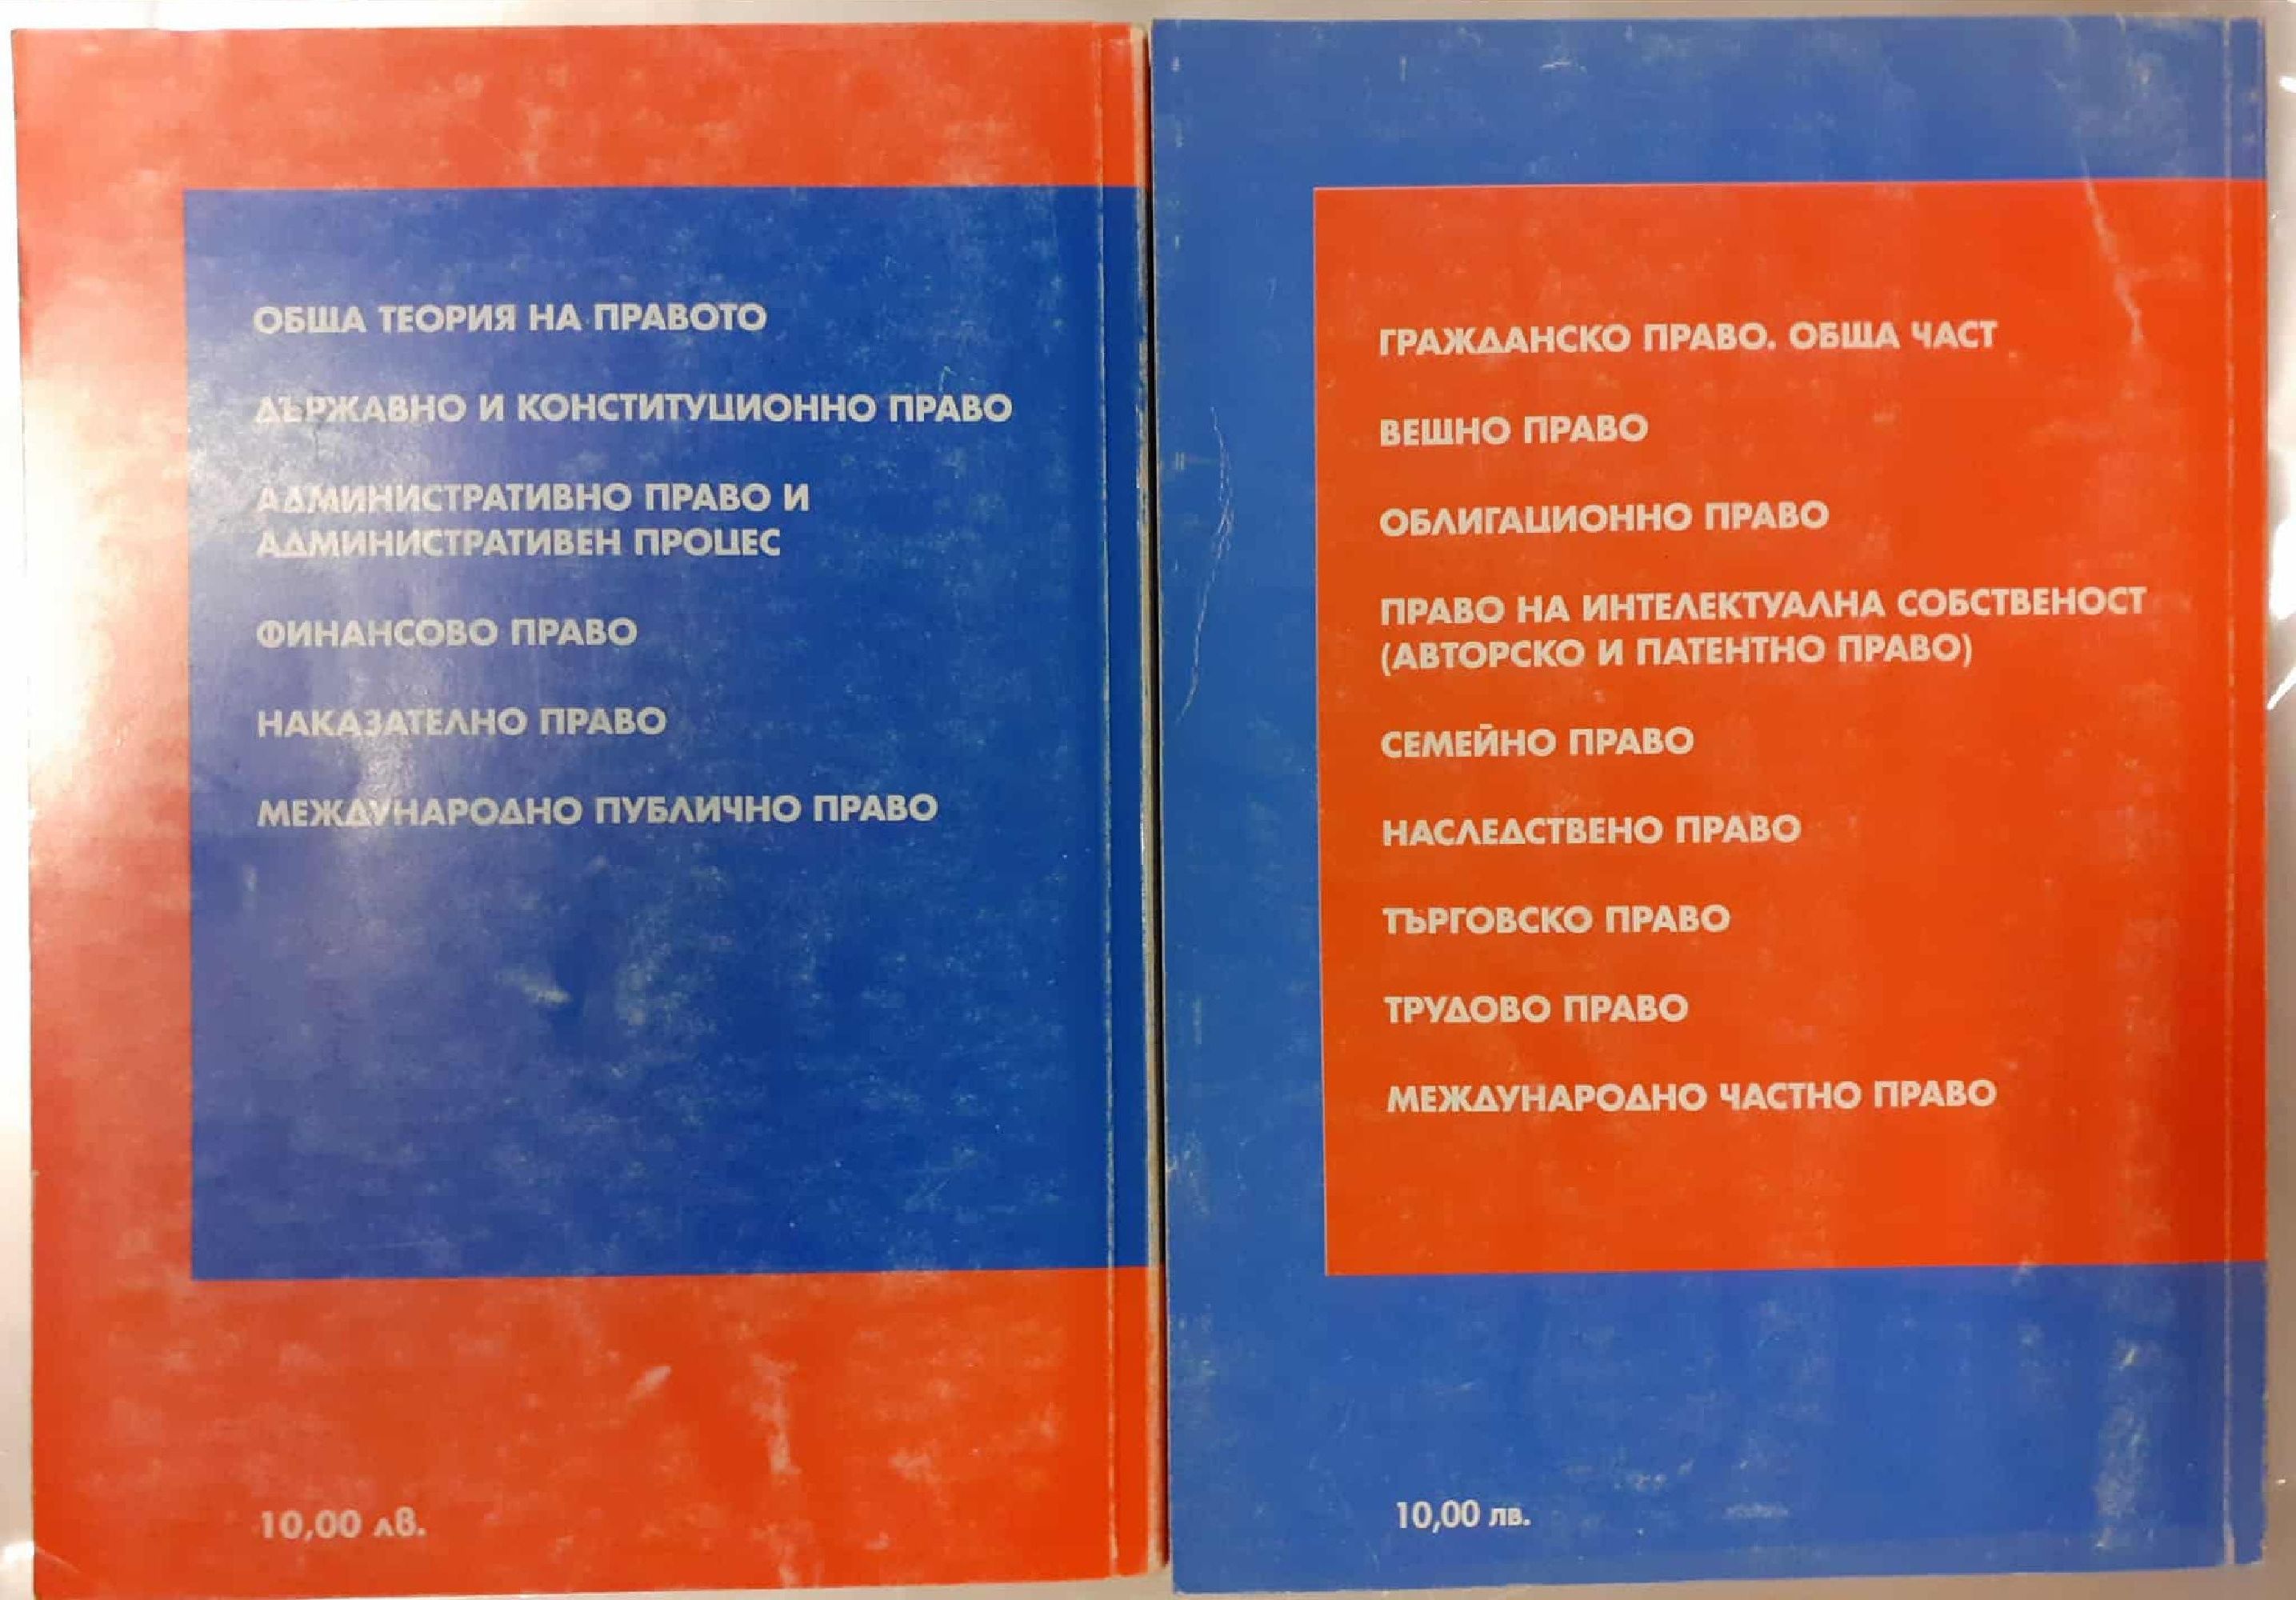 ОБЩА ТЕОРИЯ НА ПРАВОТО
ДЪРЖАВНО И КОНСТИТУЦИОННО ПРАВО
АДМИНИСТРАТИВНО ПРАВО И
АДМИНИСТРАТИВЕН ПРОЦЕС
ФИНАНСОВО ПРАВО
НАКАЗАТЕЛНО ПРАВО
МЕЖДУНАРОДНО ПУБЛИЧНО ПРАВО
10,00 лв.
ГРАЖДАНСКО ПРАВО. ОБЩА ЧАСТ
ВЕЩНО ПРАВО
ОБЛИГАЦИОННО ПРАВО
ПРАВО НА ИНТЕЛЕКТУАЛНА СОБСТВЕНОСТ
(АВТОРСКО И ПАТЕНТНО ПРАВО)
СЕМЕЙНО ПРАВО
НАСЛЕДСТВЕНО ПРАВО
ТЪРГОВСКО ПРАВО
ТРУДОВО ПРАВО
МЕЖДУНАРОДНО ЧАСТНО ПРАВО
10,00 лв.